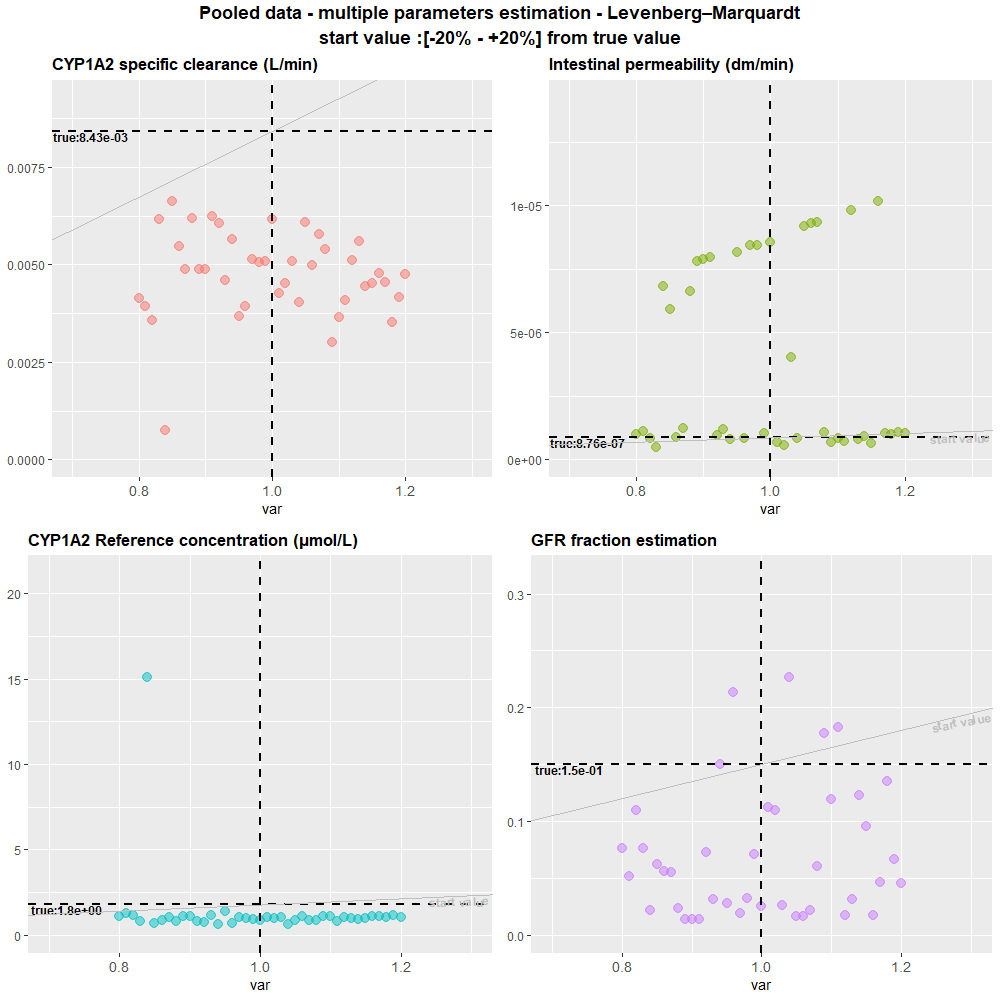 Pooled data - multiple parameters estimation - Levenberg–Marquardt
start value :[-20% - +20%] from true value
CYP1A2 specific clearance (L/min)
true:8.43e-03
0.0075
0.0050
0.0025
0.0000
0.8
1.0
1.2
var
Intestinal permeability (dm/min)
1e-05
5e-06
0e+00
true:8.76e-07
start value
0.8
1.0
1.2
var
CYP1A2 Reference concentration (µmol/L)
20
15
10
5
0
true:1.8e+00
start value
0.8
1.0
1.2
var
GFR fraction estimation
0.3
0.2
0.1
0.0
start value
true:1.5e-01
0.8
1.0
1.2
var